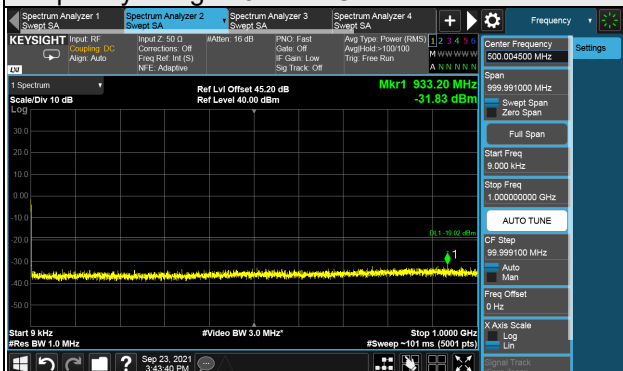 Spectrum Analyzer 1
Swept SA
Spectrum Analyzer 2
Swept SA
Spectrum Analyzer 3
Swept SA
Spectrum Analyzer 4
Swept SA
Frequency
KEYSIGHT
Input: RF
Coupling: DC
Align: Auto
Input Z: 50 Ω
Corrections: Off
Freq Ref: Int (S)
NFE: Adaptive
#Atten: 16 dB
PNO: Fast
Gate: Off
IF Gain: Low
Sig Track: Off
Avg Type: Power (RMS)
Avg|Hold:>100/100
Trig: Free Run
1 2 3 4 5 6
M W W W W W
A N N N N N
LXI
1 Spectrum
Scale/Div 10 dB
Ref Lvl Offset 45.20 dB
Ref Level 40.00 dBm
Mkr1 933.20 MHz
-31.83 dBm
Log
30.0
20.0
10.0
0.00
-10.0
-20.0
-30.0
-40.0
-50.0
DL1 -19.02 dBm
1
Start 9 kHz
#Res BW 1.0 MHz
#Video BW 3.0 MHz*
Stop 1.0000 GHz
#Sweep ~101 ms (5001 pts)
Sep 23, 2021
3:43:40 PM
Center Frequency
500.004500 MHz
Settings
Span
999.991000 MHz
Swept Span
Zero Span
Full Span
Start Freq
9.000 kHz
Stop Freq
1.000000000 GHz
AUTO TUNE
CF Step
99.999100 MHz
Auto
Man
Freq Offset
0 Hz
X Axis Scale
Log
Lin
Signal Track